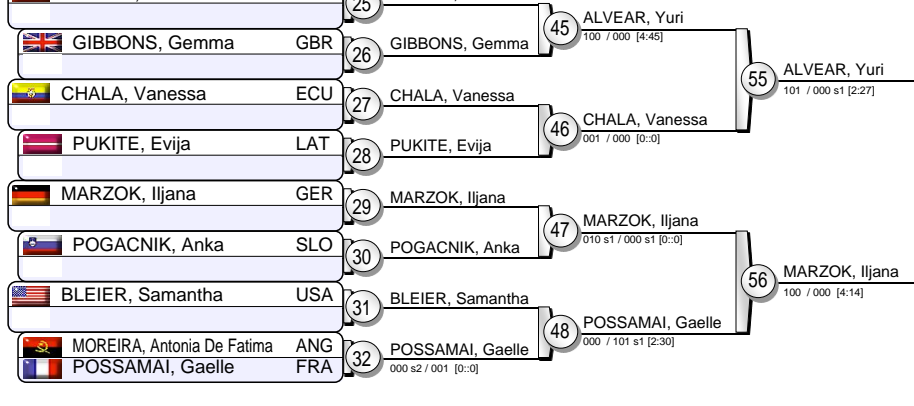 25
GIBBONS, Gemma GBR
26
GIBBONS, Gemma
45
ALVEAR, Yuri
100 / 000 [4:45]
55
ALVEAR, Yuri
101 / 000 s1 [2:27]
CHALA, Vanessa ECU
27
CHALA, Vanessa
46
CHALA, Vanessa
001 / 000 [0::0]
PUKITE, Evija LAT
28
PUKITE, Evija
MARZOK, Iljana GER
29
MARZOK, Iljana
47
MARZOK, Iljana
010 s1 / 000 s1 [0::0]
POGACNIK, Anka SLO
30
POGACNIK, Anka
56
MARZOK, Iljana
100 / 000 [4:14]
BLEIER, Samantha USA
31
BLEIER, Samantha
48
POSSAMAI, Gaelle
000 / 101 s1 [2:30]
MOREIRA, Antonia De Fatima ANG
POSSAMAI, Gaelle FRA
32
POSSAMAI, Gaelle
000 s2 / 001 [0::0]